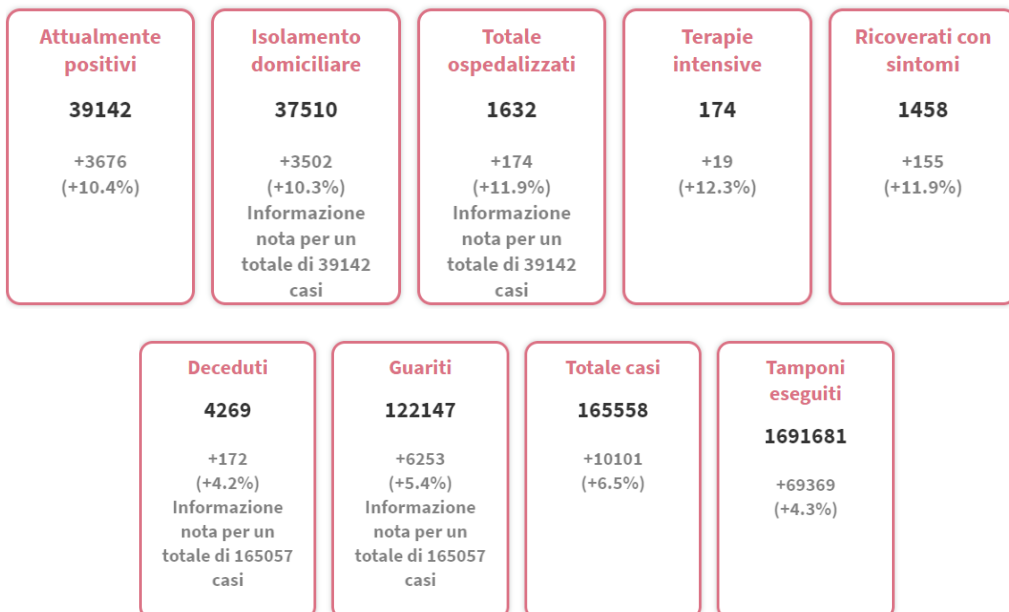 Attualmente
positivi
39142
+3676
(+10.4%)
Isolamento
domiciliare
37510
+3502
(+10.3%)
Informazione
nota per un
totale di 39142
casi
Totale
ospedalizzati
1632
+174
(+11.9%)
Informazione
nota per un
totale di 39142
casi
Terapie
intensive
174
+19
(+12.3%)
Ricoverati con
sintomi
1458
+155
(+11.9%)
Deceduti
4269
+172
(+4.2%)
Informazione
nota per un
totale di 165057
casi
Guariti
122147
+6253
(+5.4%)
Informazione
nota per un
totale di 165057
casi
Totale casi
165558
+10101
(+6.5%)
Tamponi
eseguiti
1691681
+69369
(+4.3%)